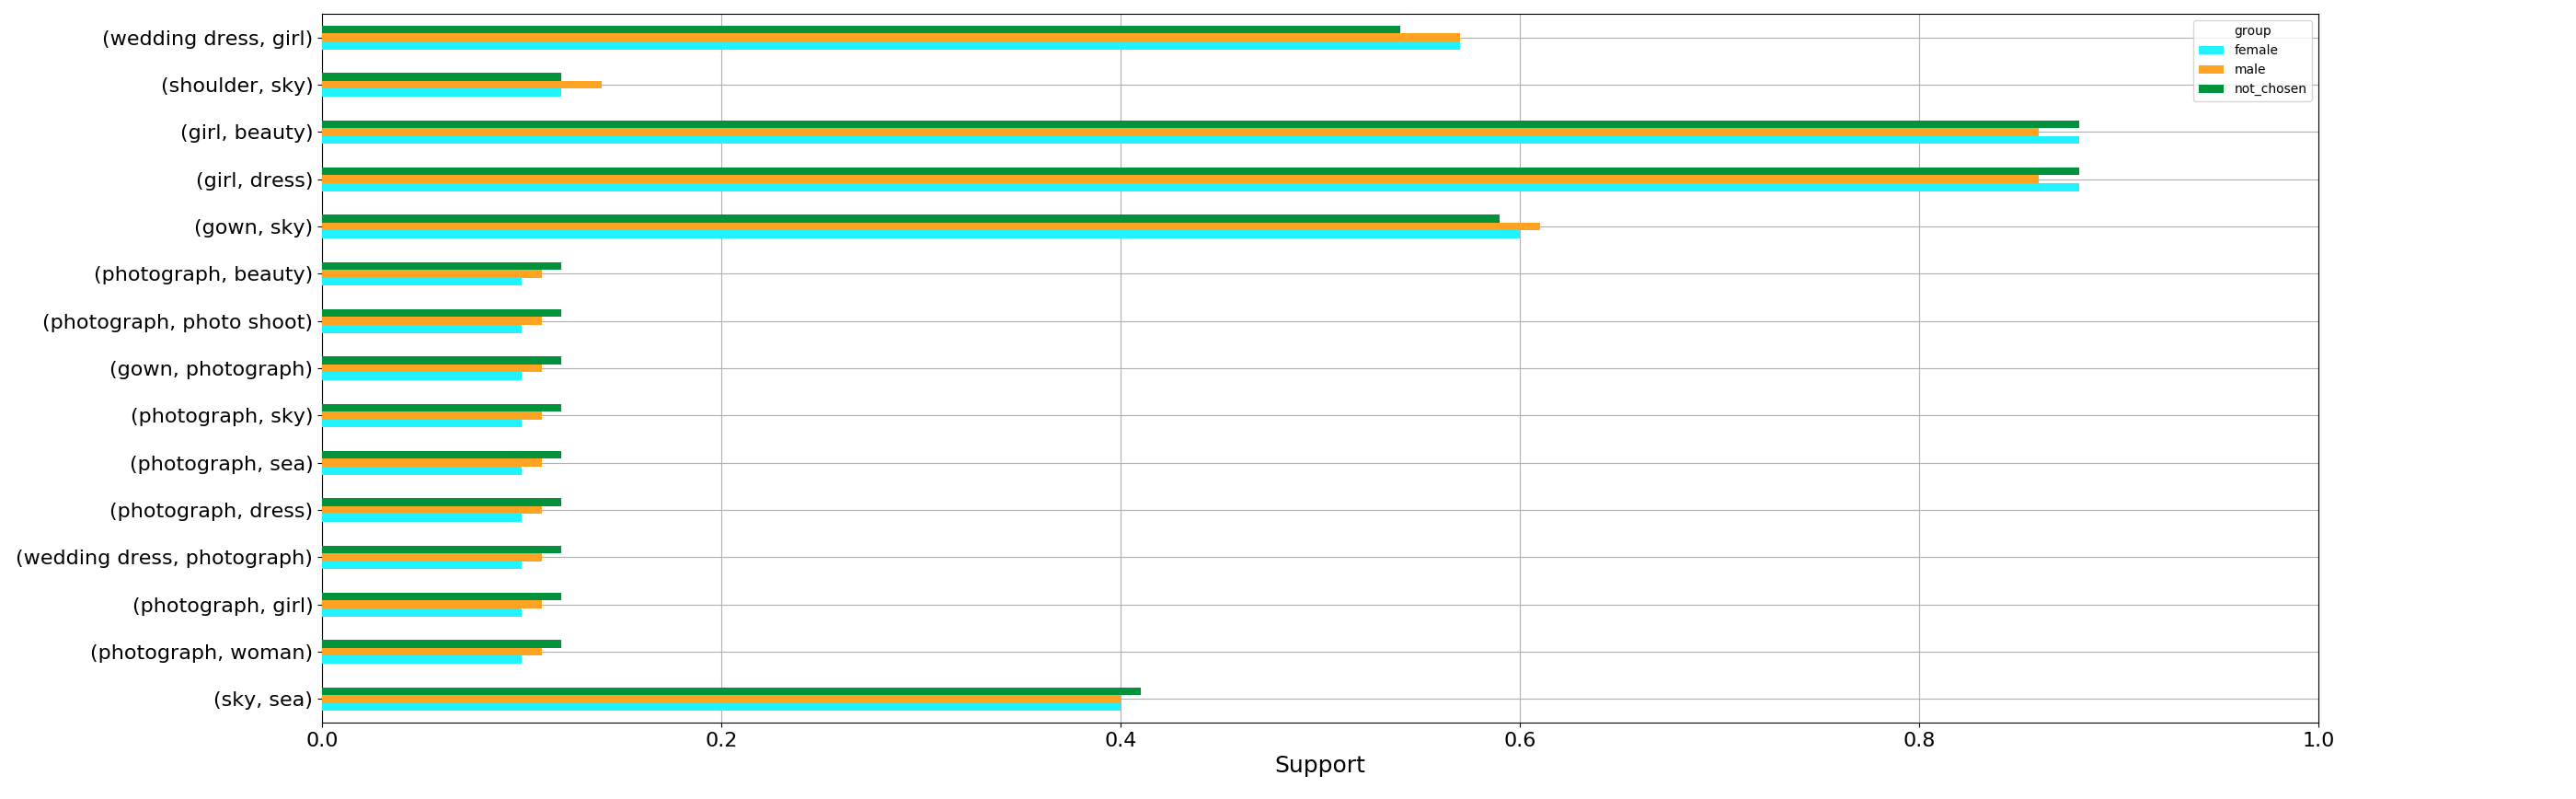 (wedding dress, girl)
(shoulder, sky)
(girl, beauty)
(girl, dress)
(gown, sky)
(photograph, beauty)
(photograph, photo shoot)
(gown, photograph)
(photograph, sky)
(photograph, sea)
(photograph, dress)
(wedding dress, photograph)
(photograph, girl)
(photograph, woman)
(sky, sea)
0.0 0.2 0.4 0.6 0.8 1.0
Support
group
female
male
not_chosen